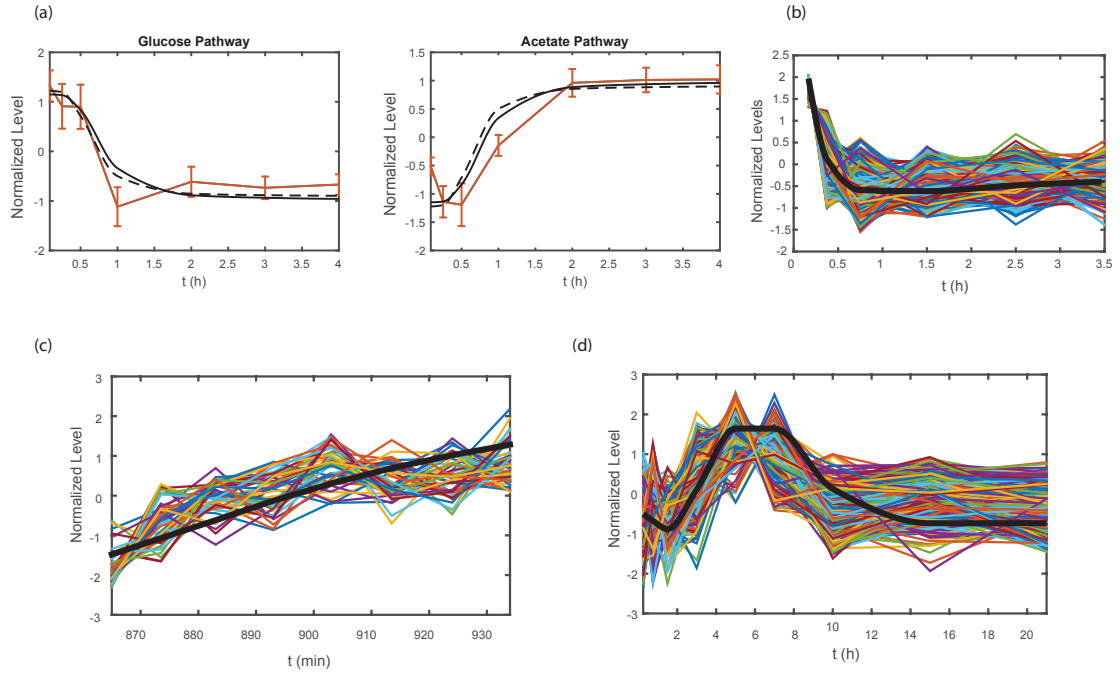 (a)
Glucose Pathway
Normalized Level
2
1
0
-1
-2
0.5 1 1.5 2 2.5 3 3.5 4
t (h)
Acetate Pathway
Normalized Level
1.5
1.0
0.5
0
-0.5
-1.0
-1.5
-2
0.5 1 1.5 2 2.5 3 3.5 4
t (h)
(b)
Normalized Levels
2.5
2
1.5
1.0
0.5
0
-0.5
-1
-1.5
-2
0 0.5 1 1.5 2 2.5 3 3.5
t (h)
(c)
Normalized Level
3
2
1
0
-1
-2
-3
870 880 890 900 910 920 930
t (min)
(d)
Normalized Level
3
2
1
0
-1
-2
-3
2 4 6 8 10 12 14 16 18 20
t (h)